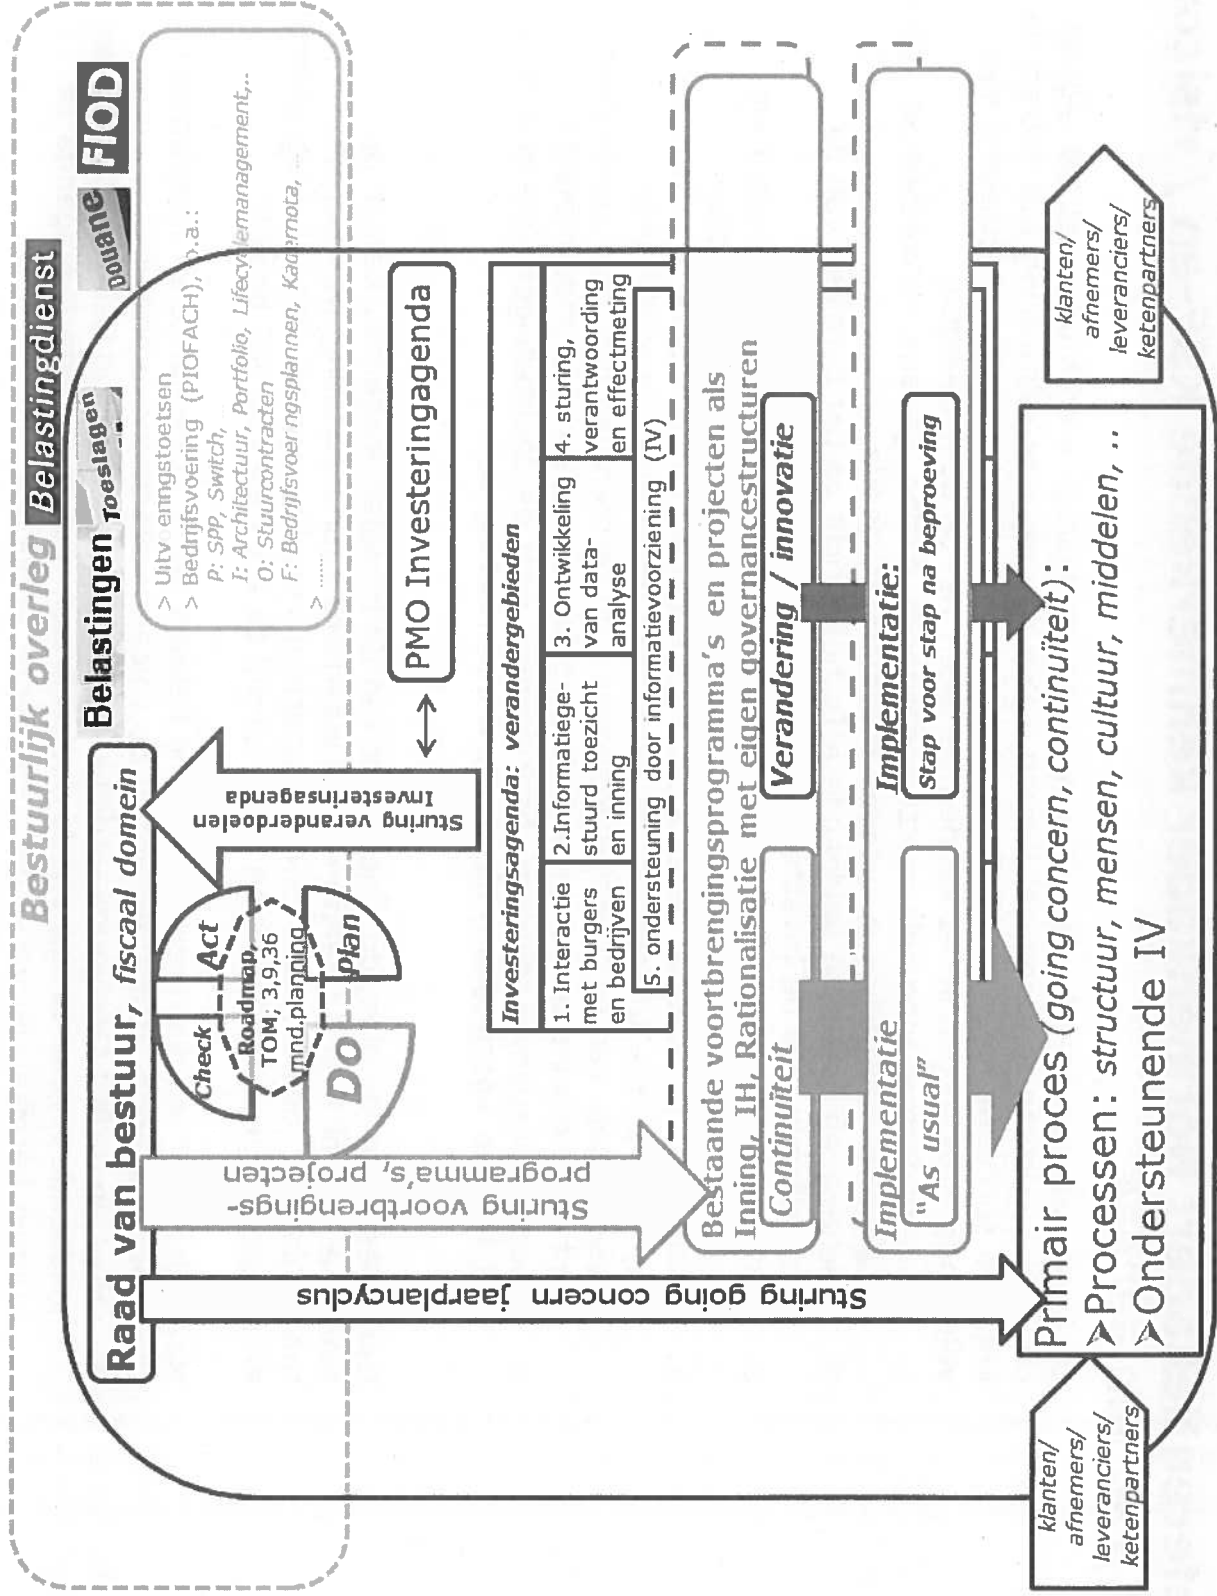 Bestuurlijk overleg Belastingdienst
Belastingen Toeslagen Douane FIOD
Raad van bestuur, fiscaal domein
> Uitv enngstoetsen
> Bedrijfsvoering (PIOFACH), o.a.:
P: SPP, Switch,
I: Architectuur, Portfolio, Lifecyclemanagement,..
O: Stuurcontracten
F: Bedrijfsvoeringsplannen, Kadernota, ..
>......
Check
Act
Roadmap,
TOM; 3,9,36
mnd.planning
Do
Plan
Sturing veranderdoelen
Investerinsagenda
PMO Investeringagenda
Sturing voortbrengings-
programma's, projecten
Sturing going concern jaarplancyclus
Investeringsagenda: verandergebieden
1. Interactie
met burgers
en bedrijven
2.Informatiege-
stuurd toezicht
en inning
3. Ontwikkeling
van data-
analyse
4. sturing,
verantwoording
en effectmeting
5. ondersteuning door informatievoorziening (IV)
Bestaande voortbrengingsprogramma's en projecten als
Inning, IH, Rationalisatie met eigen governancestructuren
Continuïteit
Verandering / innovatie
Implementatie
"As usual"
Implementatie:
Stap voor stap na beproeving
Primair proces (going concern, continuïteit):
➢Processen: structuur, mensen, cultuur, middelen, ..
➢Ondersteunende IV
klanten/
afnemers/
leveranciers/
ketenpartners
klanten/
afnemers/
leveranciers/
ketenpartners